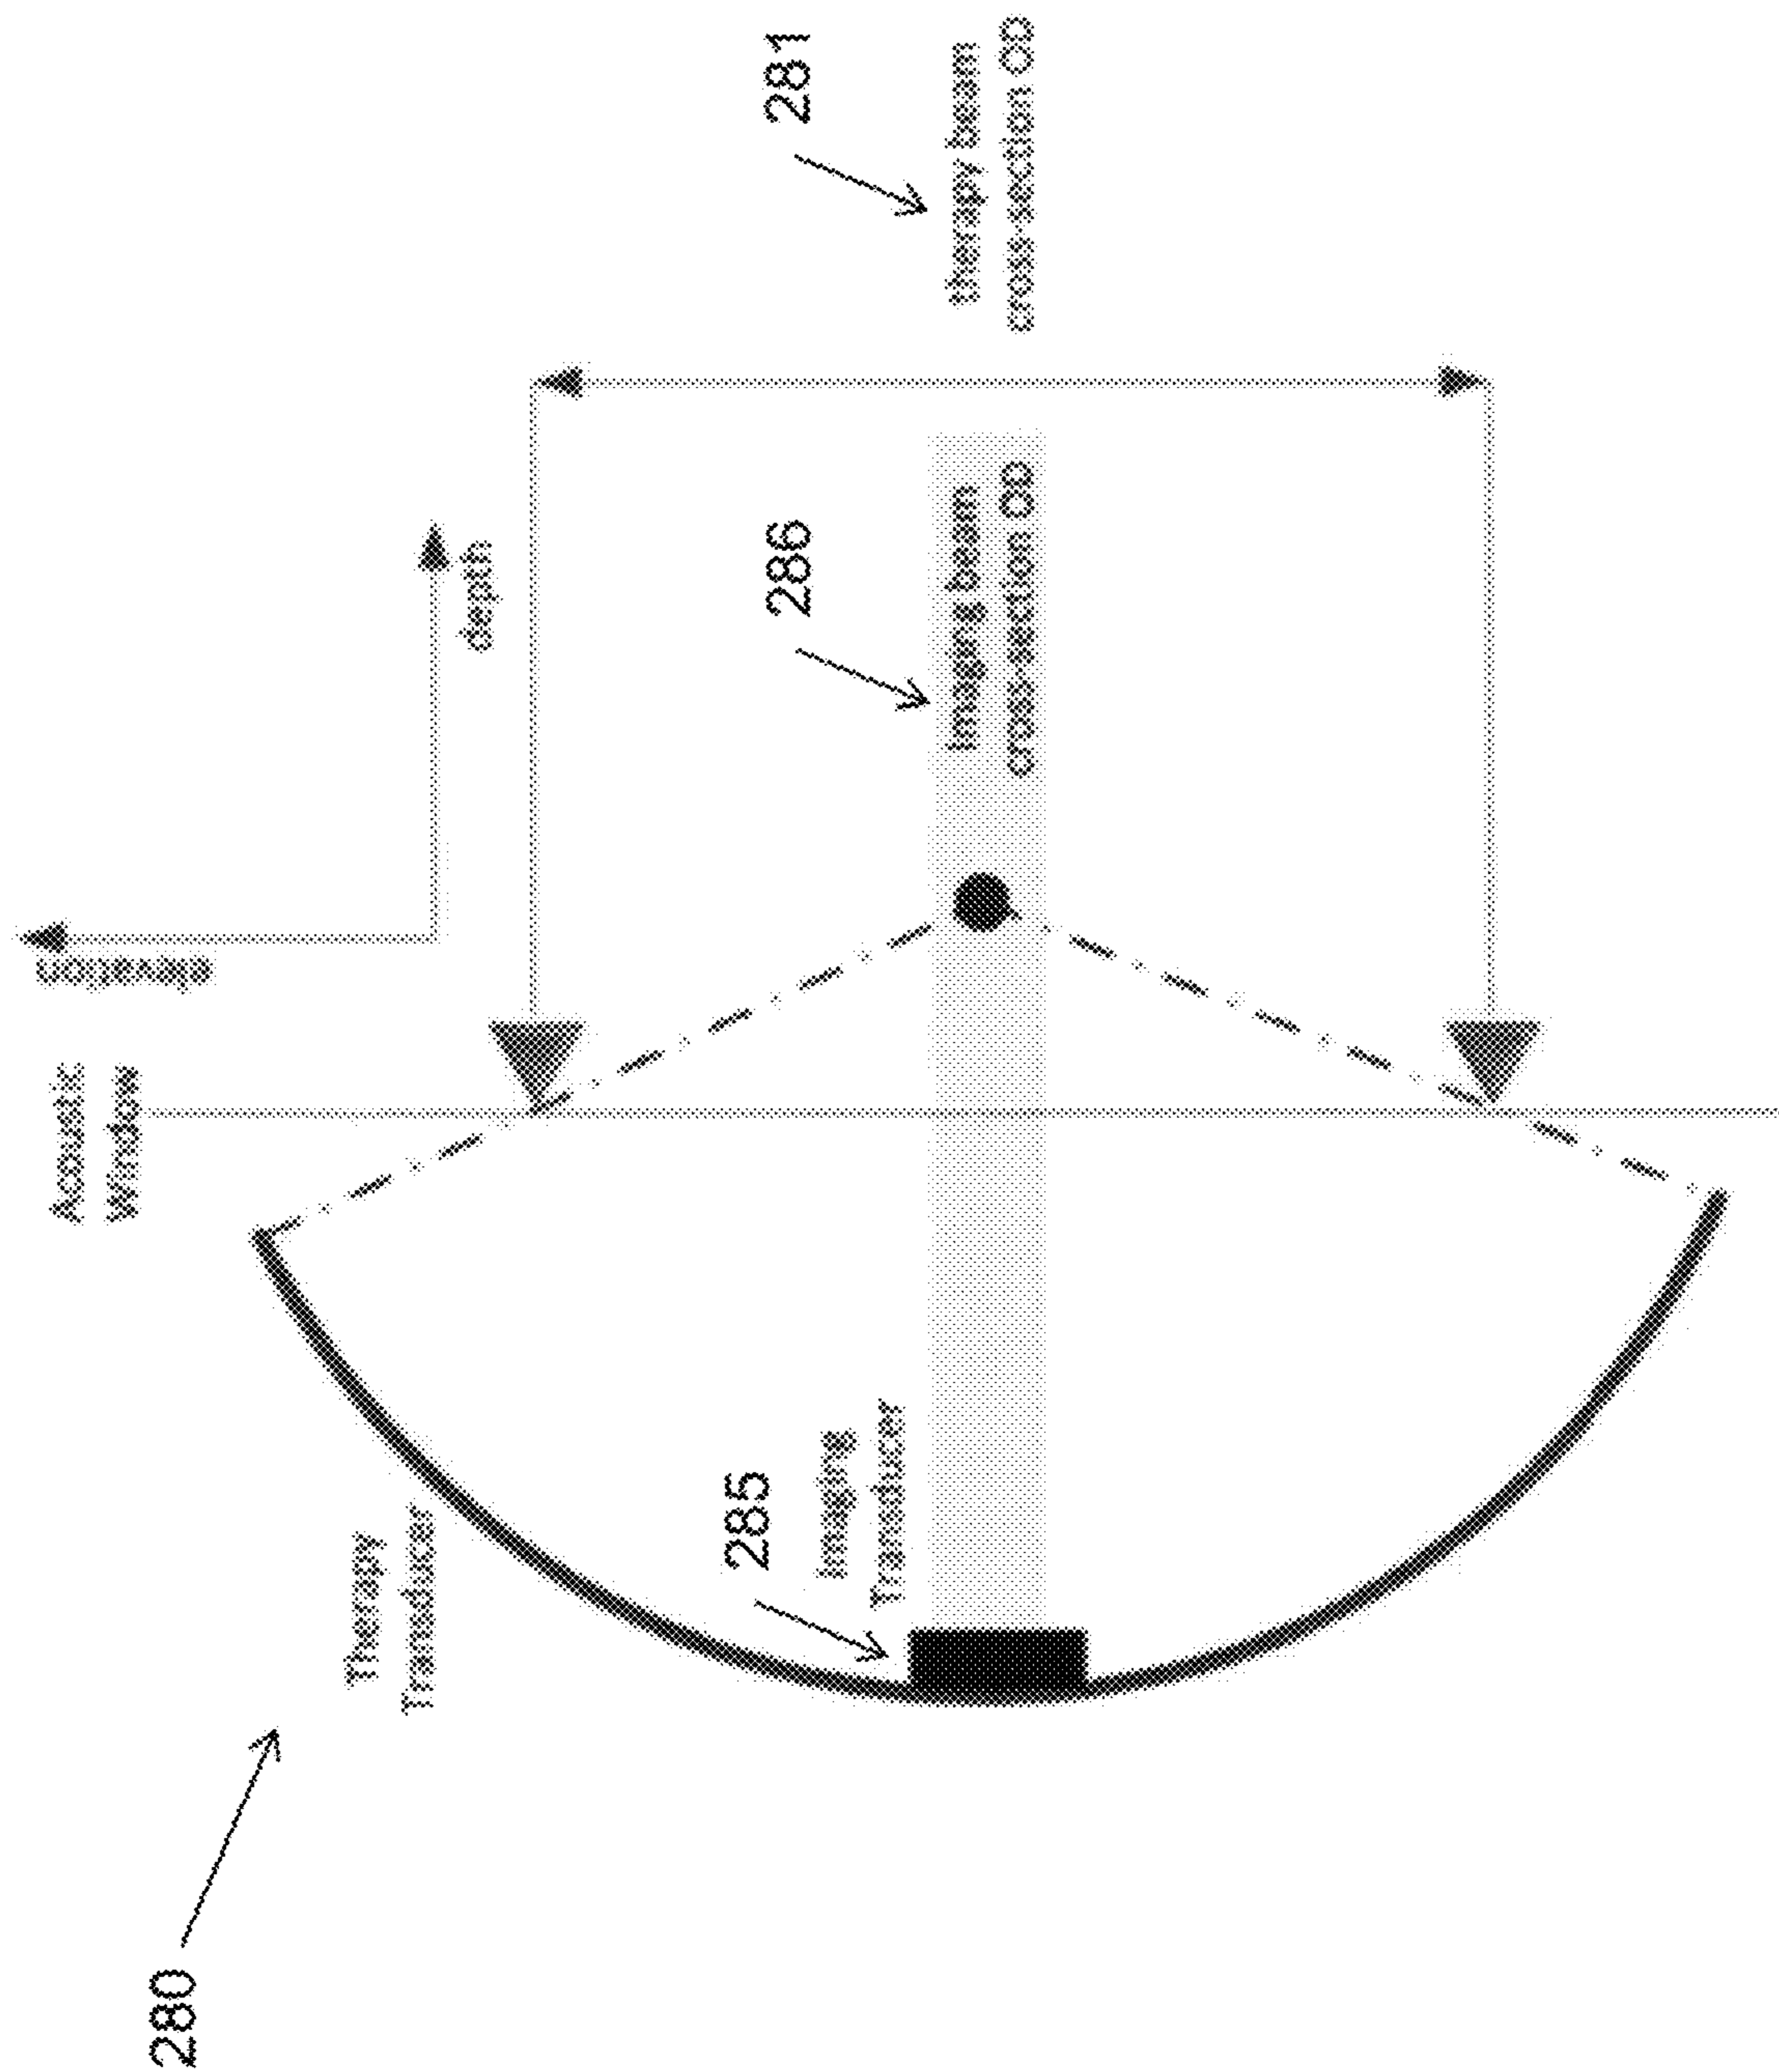 Acoustic
Window
elevation
280
Therapy
Transducer
depth
285
Imaging
Transducer
286
Imaging beam
cross-section OD
281
therapy beam
cross-section OD